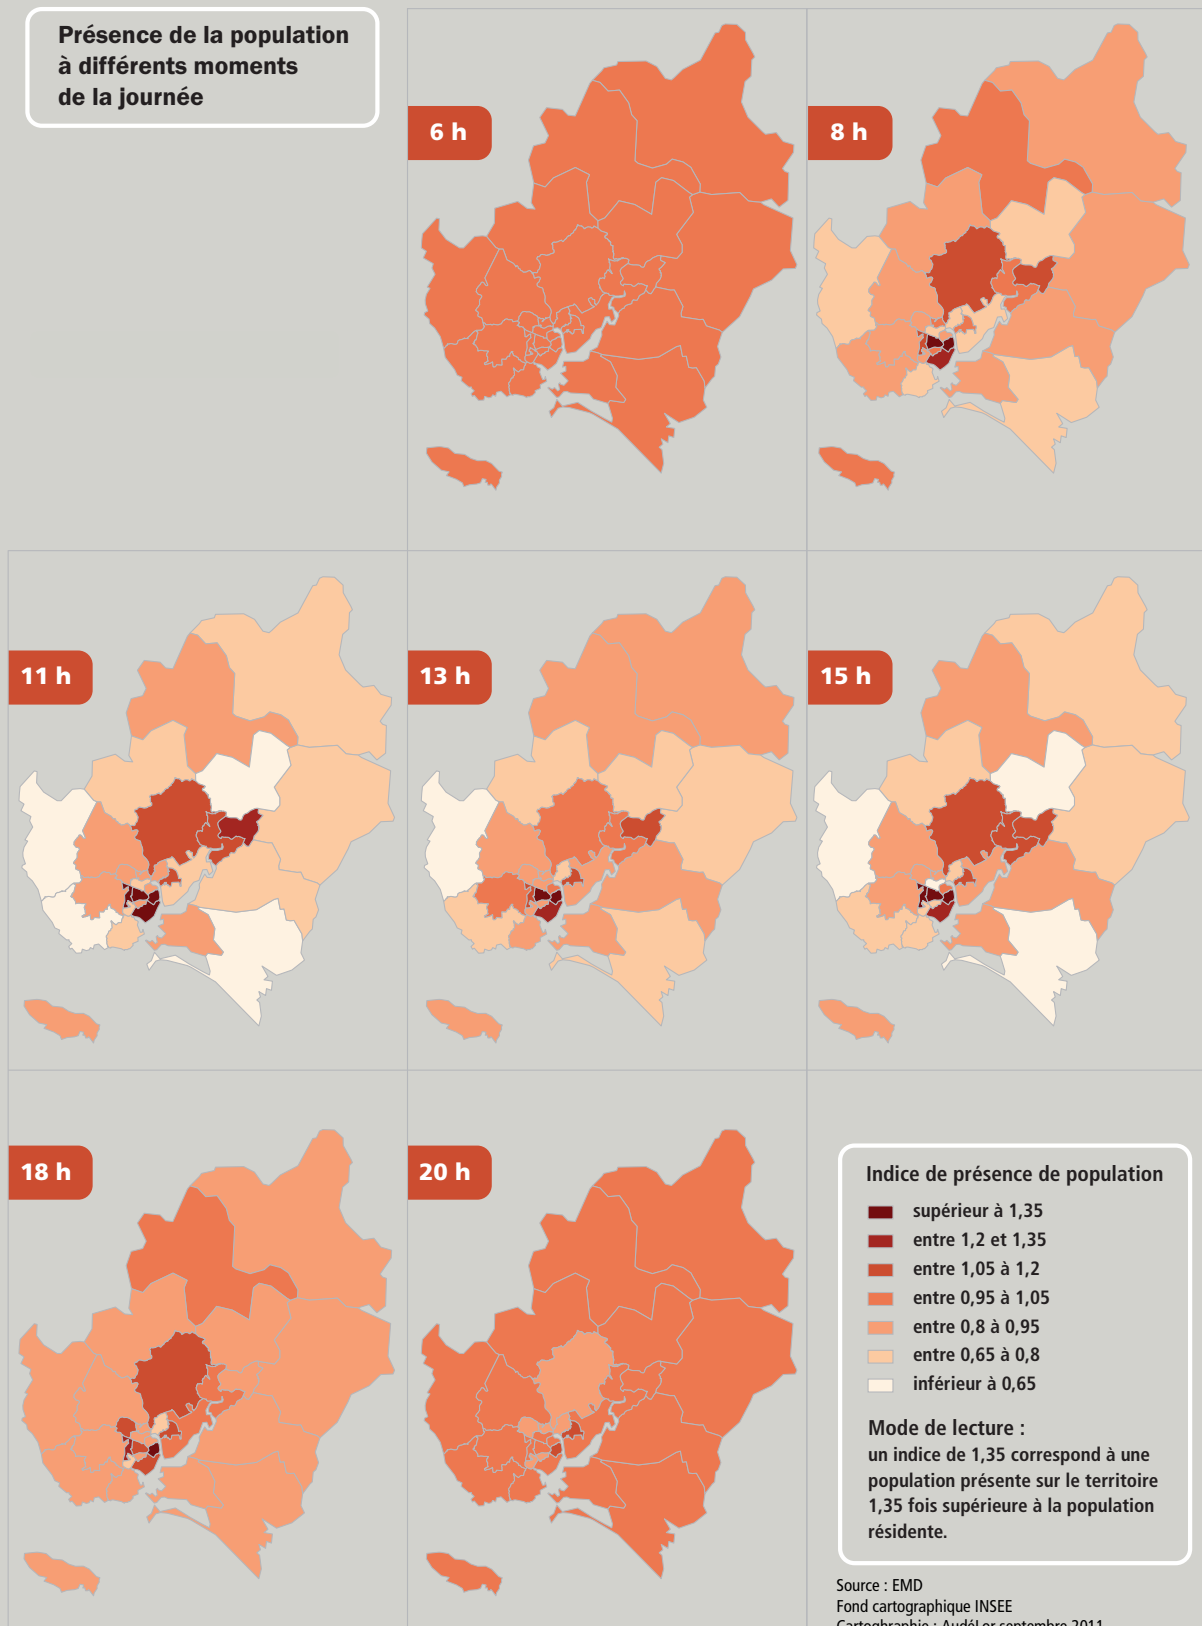 Présence de la population
à différents moments
de la journée
6 h
8 h
11 h
13 h
15 h
18 h
20 h
Indice de présence de population
supérieur à 1,35
entre 1,2 et 1,35
entre 1,05 à 1,2
entre 0,95 à 1,05
entre 0,8 à 0,95
entre 0,65 à 0,8
inférieur à 0,65
Mode de lecture :
un indice de 1,35 correspond à une
population présente sur le territoire
1,35 fois supérieure à la population
résidente.
Source : EMD
Fond cartographique INSEE
Cartoghraphie : AudéLor septembre 2011